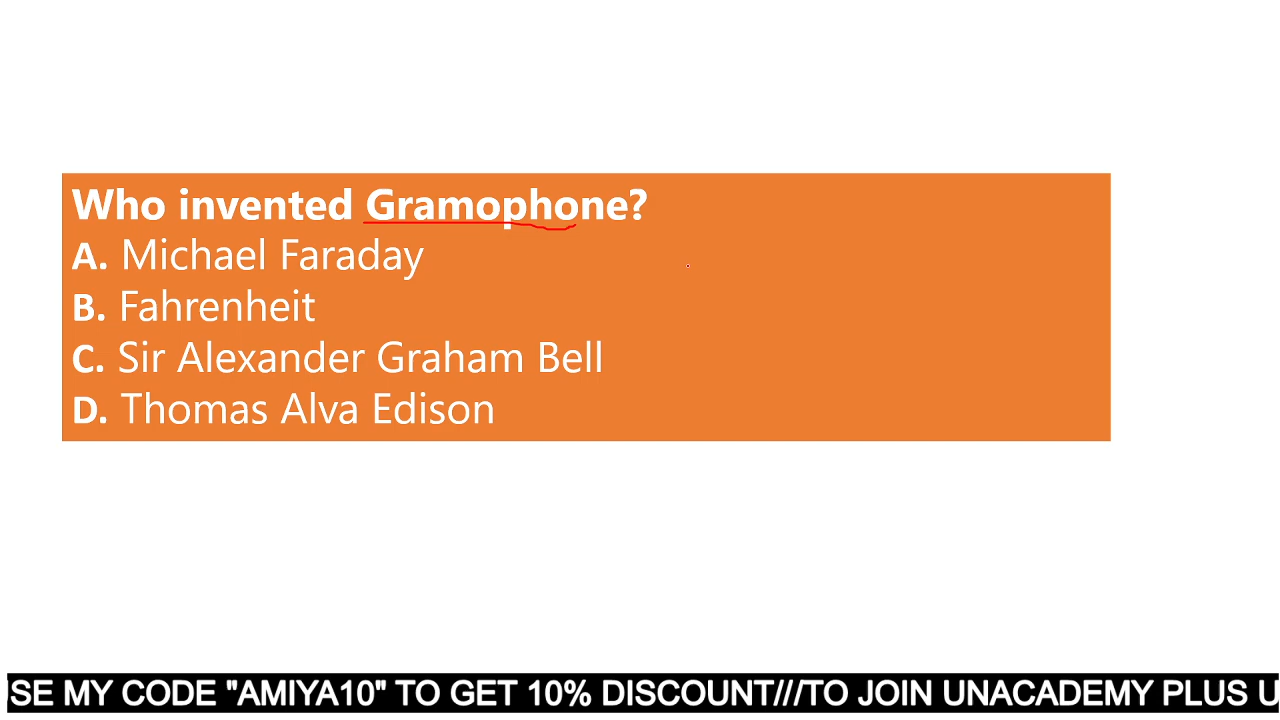 Who invented Gramophone?
A. Michael Faraday
B. Fahrenheit
C. Sir Alexander Graham Bell
D. Thomas Alva Edison
SE MY CODE "AMIYA10" TO GET 10% DISCOUNT///TO JOIN UNACADEMY PLUS U